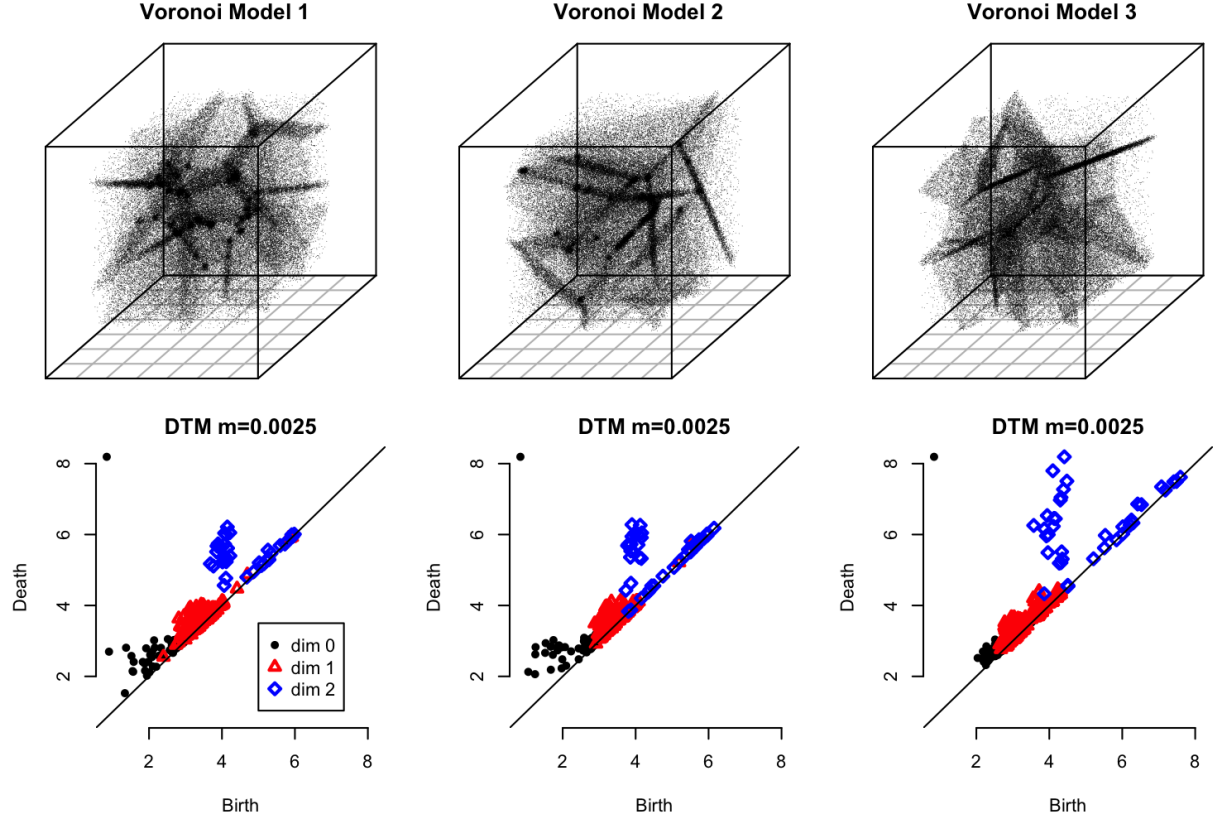 Voronoi Model 1
Voronoi Model 2
Voronoi Model 3
DTM m=0.0025
Death
8
6
4
2
dim 0
dim 1
dim 2
2 4 6 8
Birth
DTM m=0.0025
Death
8
6
4
2
2 4 6 8
Birth
DTM m=0.0025
Death
8
6
4
2
2 4 6 8
Birth